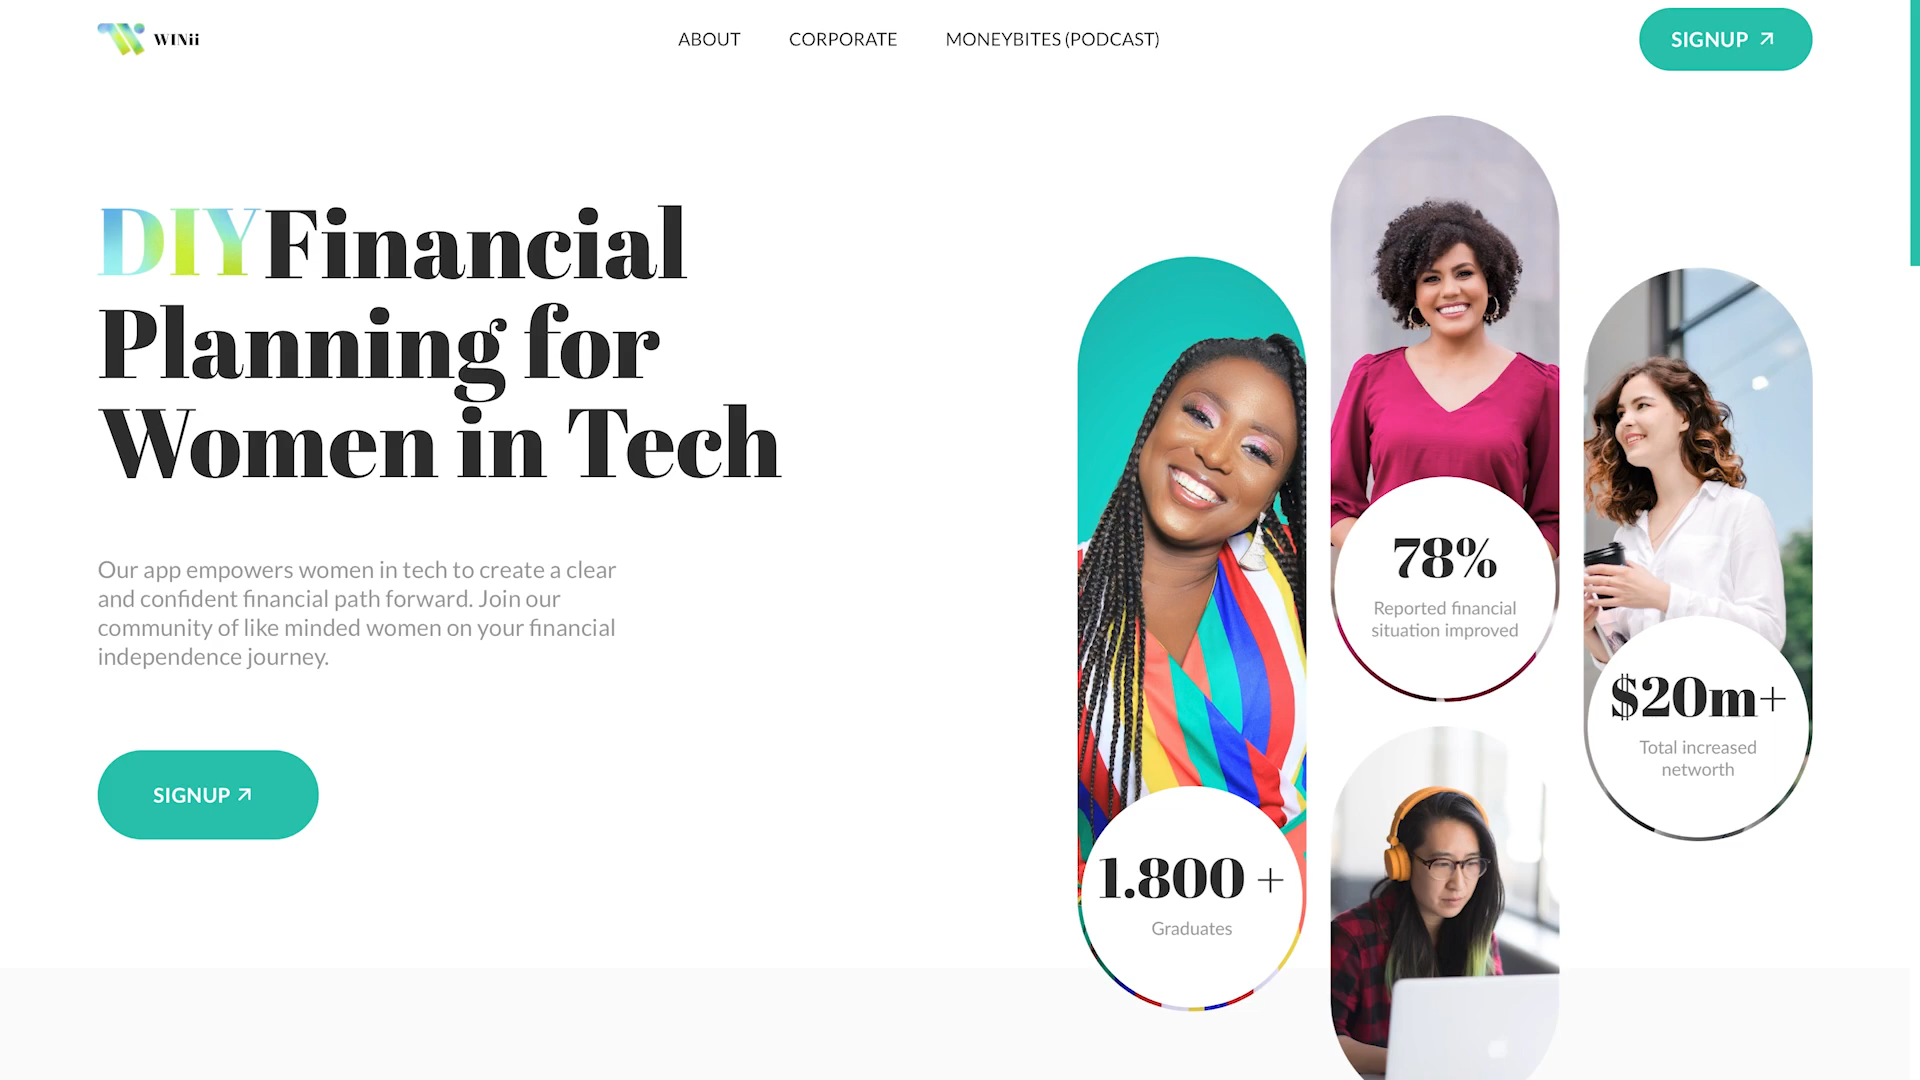 WINii
ABOUT
CORPORATE
MONEYBITES (PODCAST)
SIGNUP
DIYFinancial
Planning for
Women in Tech
Our app empowers women in tech to create a clear
and confident financial path forward. Join our
community of like minded women on your financial
independence journey.
SIGNUP
78%
Reported financial
situation improved
$20m+
Total increased
networth
1.800 +
Graduates